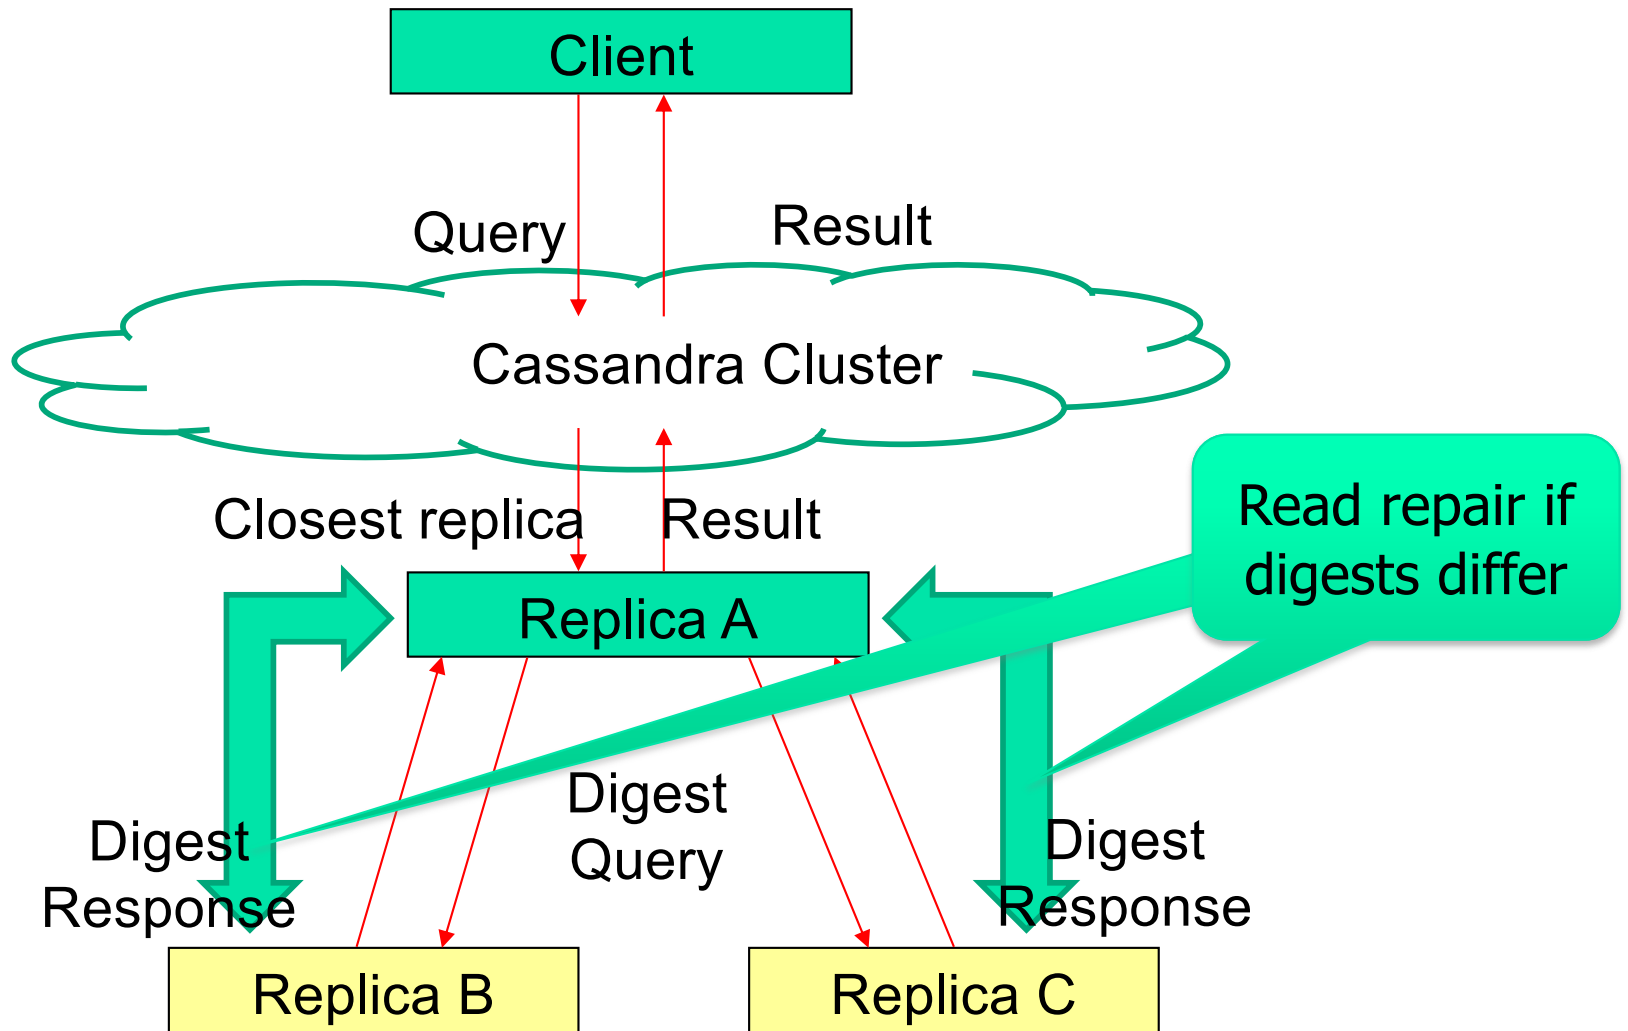 Client
Query
Result
Cassandra Cluster
Closest replica
Result
Read repair if
digests differ
Replica A
Digest
Query
Digest
Response
Digest
Response
Replica B
Replica C